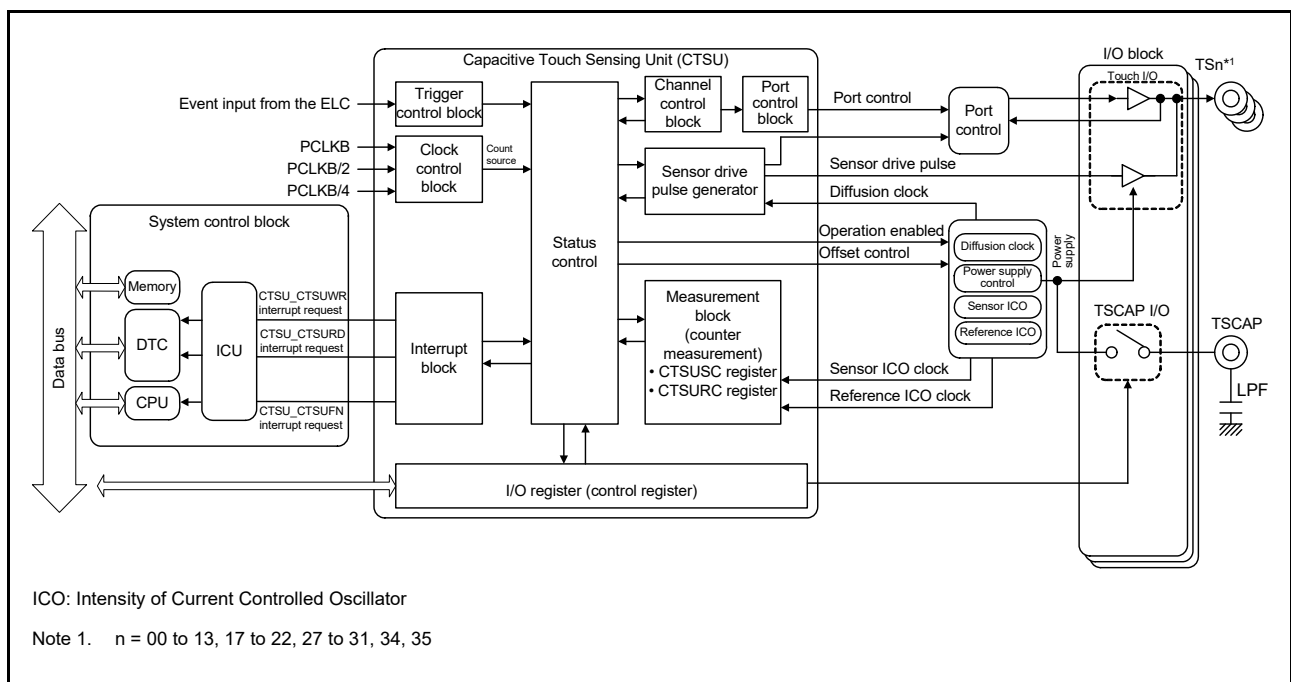 Capacitive Touch Sensing Unit (CTSU)
I/O block
TSn*1
Touch I/O
Event input from the ELC
Trigger
control block
Channel
control
block
Port
control
block
Port control
Port
control
PCLKB
PCLKB/2
PCLKB/4
Clock
control
block
Count
source
Sensor drive
pulse generator
Sensor drive pulse
Diffusion clock
System control block
Status
control
Operation enabled
Offset control
Diffusion clock
Power supply
control
Sensor ICO
Reference ICO
Power
supply
Data bus
Memory
DTC
CPU
ICU
CTSU_CTSUWR
interrupt request
CTSU_CTSURD
interrupt request
CTSU_CTSUFN
interrupt request
Interrupt
block
Measurement
block
(counter
measurement)
• CTSUSC register
• CTSURC register
Sensor ICO clock
Reference ICO clock
TSCAP I/O
TSCAP
LPF
I/O register (control register)
ICO: Intensity of Current Controlled Oscillator
Note 1. n = 00 to 13, 17 to 22, 27 to 31, 34, 35